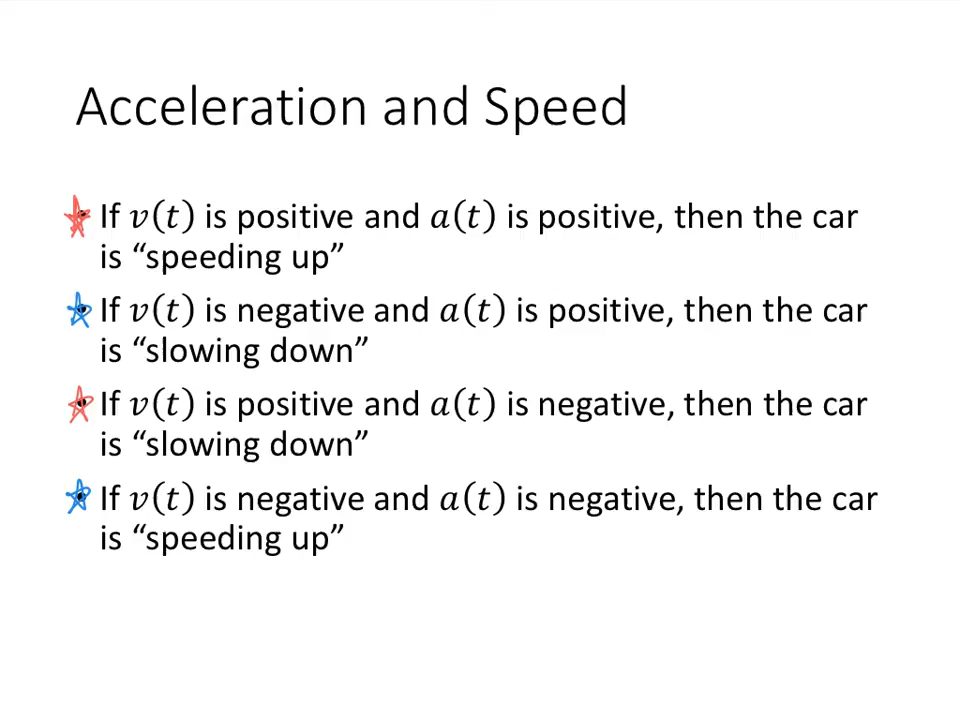 Acceleration and Speed
If 𝑣(𝑡) is positive and 𝑎(𝑡) is positive, then the car
is “speeding up”
If 𝑣(𝑡) is negative and 𝑎(𝑡) is positive, then the car
is “slowing down”
If 𝑣(𝑡) is positive and 𝑎(𝑡) is negative, then the car
is “slowing down”
If 𝑣(𝑡) is negative and 𝑎(𝑡) is negative, then the car
is “speeding up”